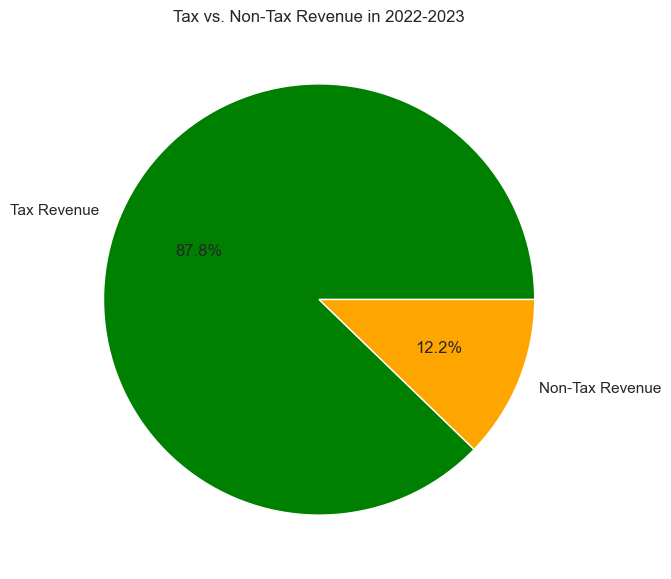 Tax vs. Non-Tax Revenue in 2022-2023
Tax Revenue
87.8%
12.2%
Non-Tax Revenue